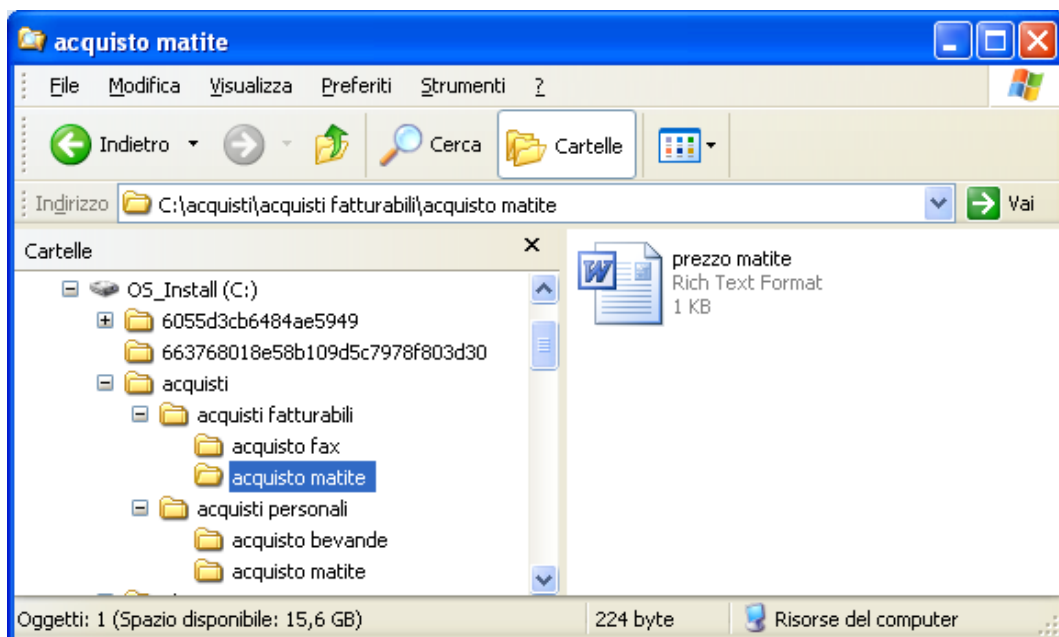 acquisto matite
File Modifica Visualizza Preferiti Strumenti ?
Indietro Cerca Cartelle
Indirizzo C:\acquisti\acquisti fatturabili\acquisto matite Vai
Cartelle
OS_Install (C:)
6055d3cb6484ae5949
663768018e58b109d5c7978f803d30
acquisti
acquisti fatturabili
acquisto fax
acquisto matite
acquisti personali
acquisto bevande
acquisto matite
prezzo matite
Rich Text Format
1 KB
Oggetti: 1 (Spazio disponibile: 15,6 GB) 224 byte Risorse del computer